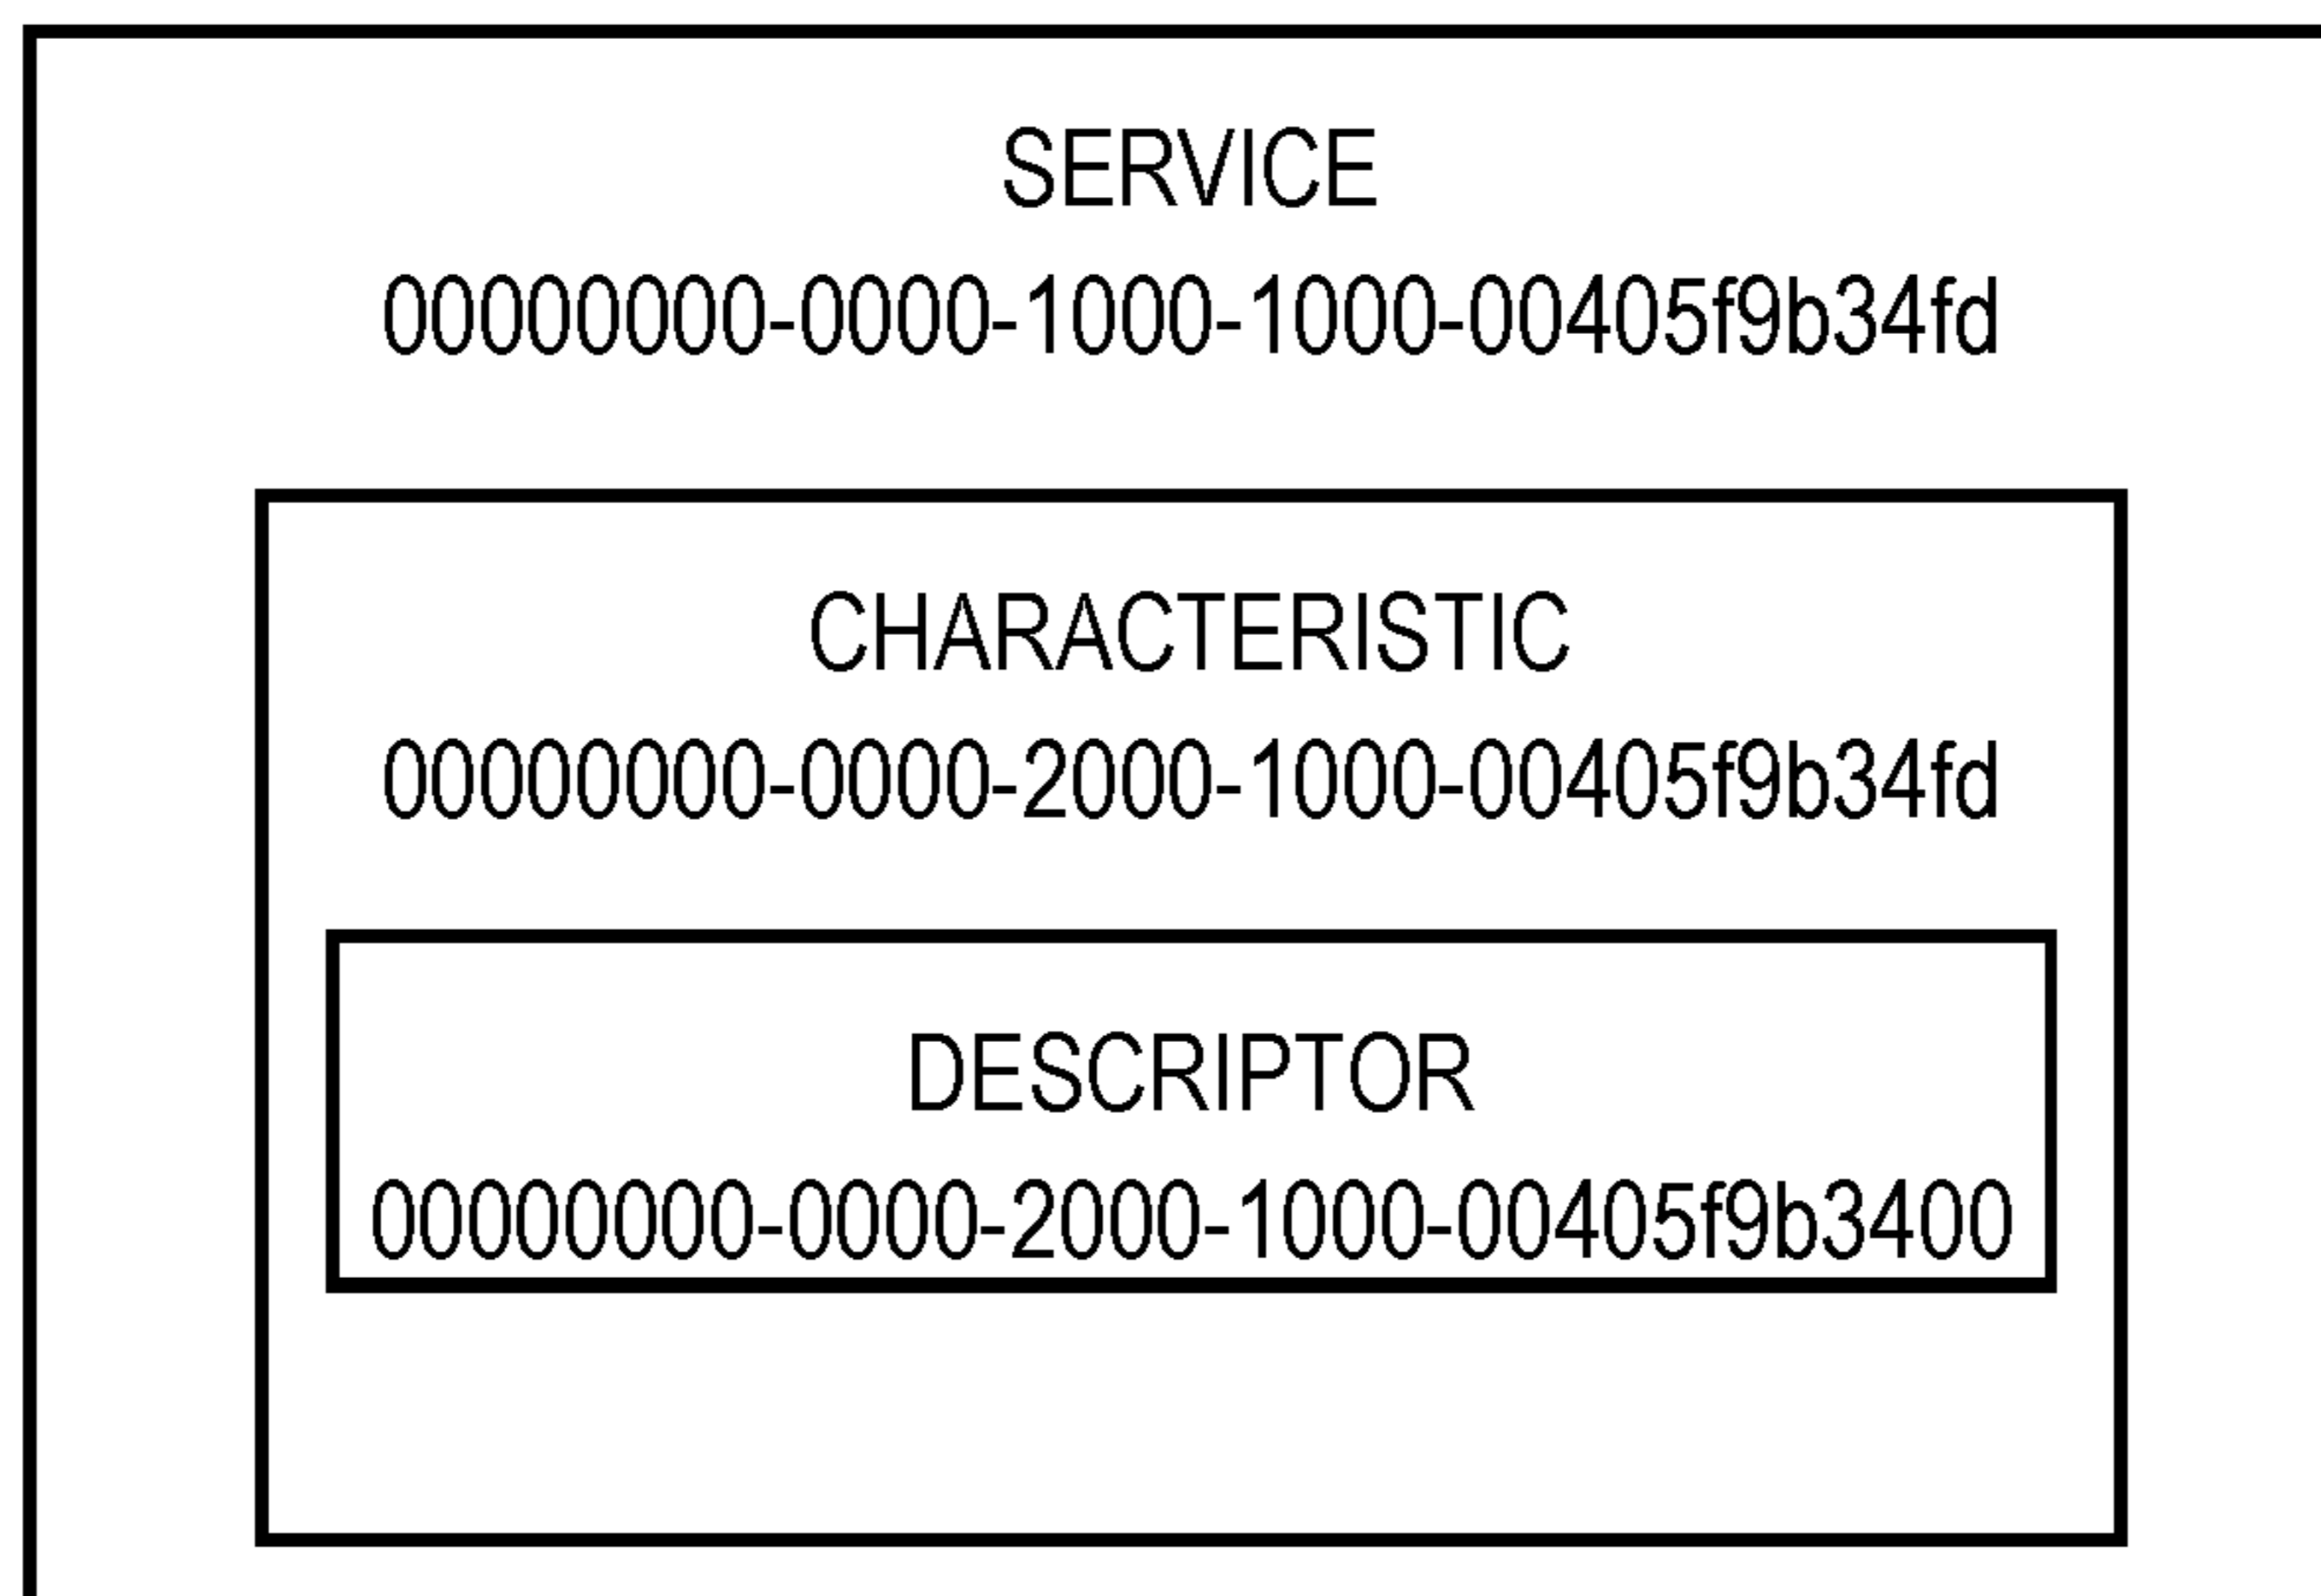 SERVICE
00000000-0000-1000-1000-00405f9b34fd
CHARACTERISTIC
00000000-0000-2000-1000-00405f9b34fd
DESCRIPTOR
00000000-0000-2000-1000-00405f9b3400